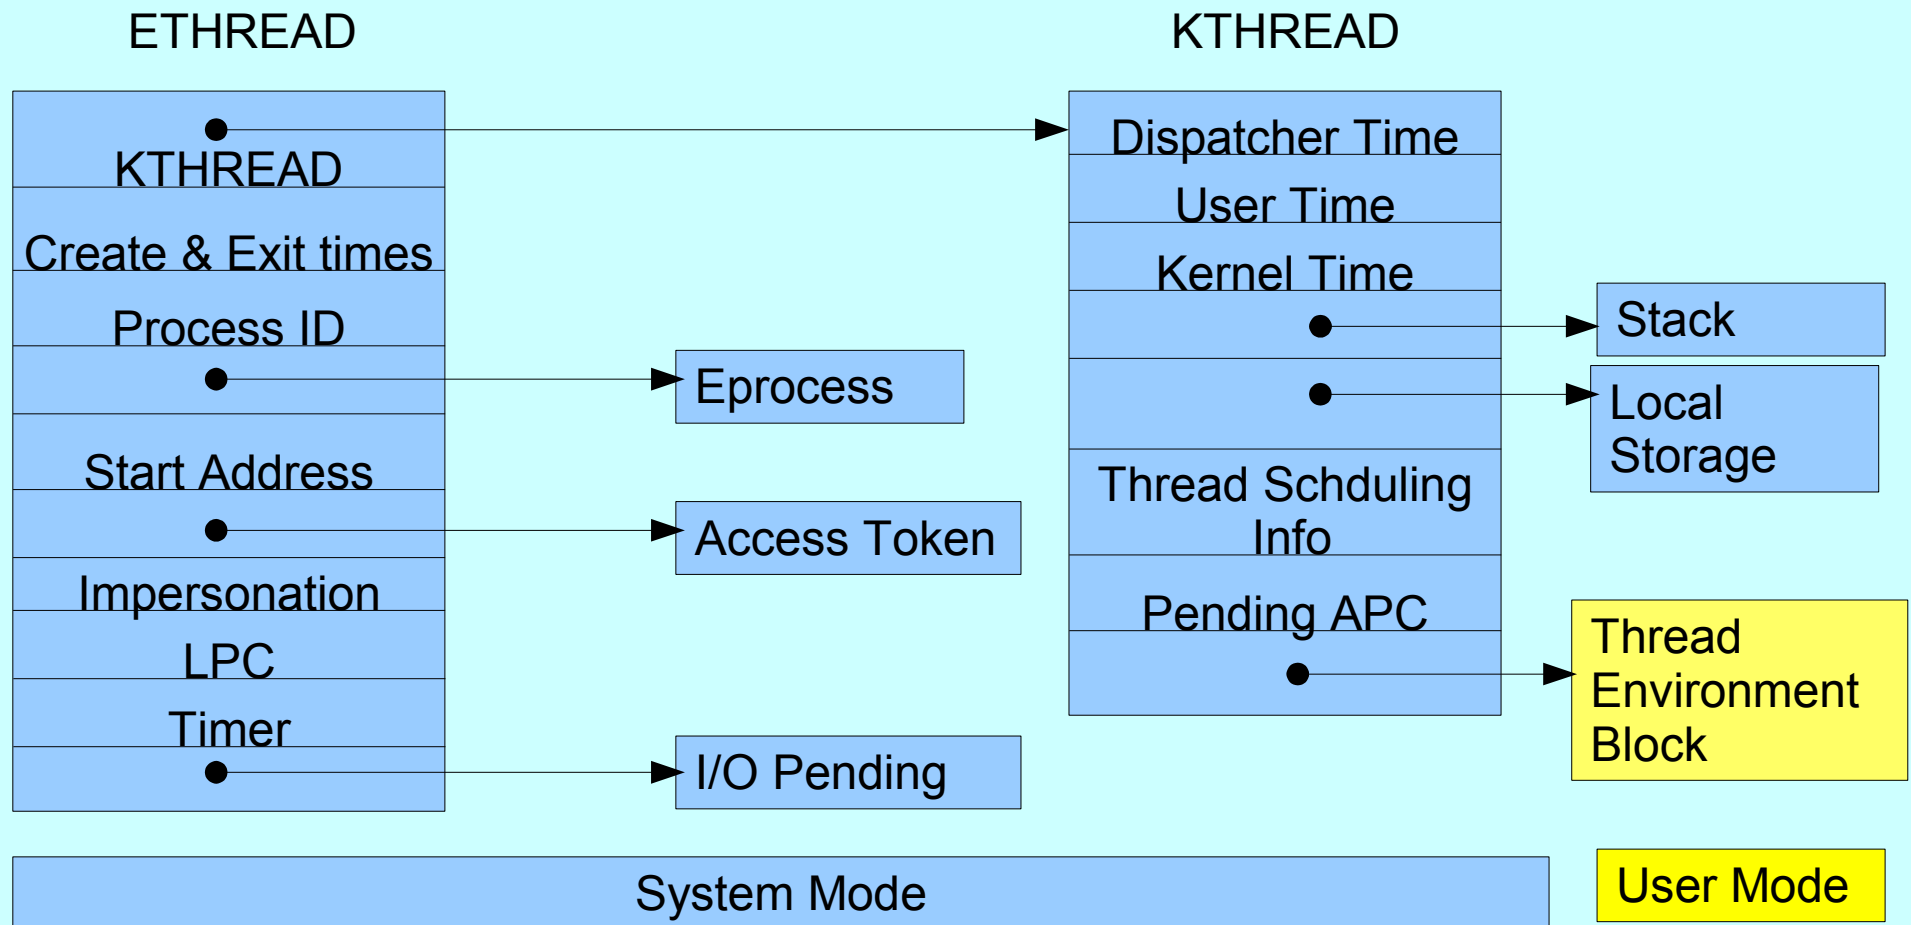 ETHREAD
KTHREAD
KTHREAD
Create & Exit times
Process ID
Start Address
Impersonation
LPC
Timer
Eprocess
Access Token
I/O Pending
Dispatcher Time
User Time
Kernel Time
Thread Schduling
Info
Pending APC
Stack
Local
Storage
Thread
Environment
Block
System Mode
User Mode